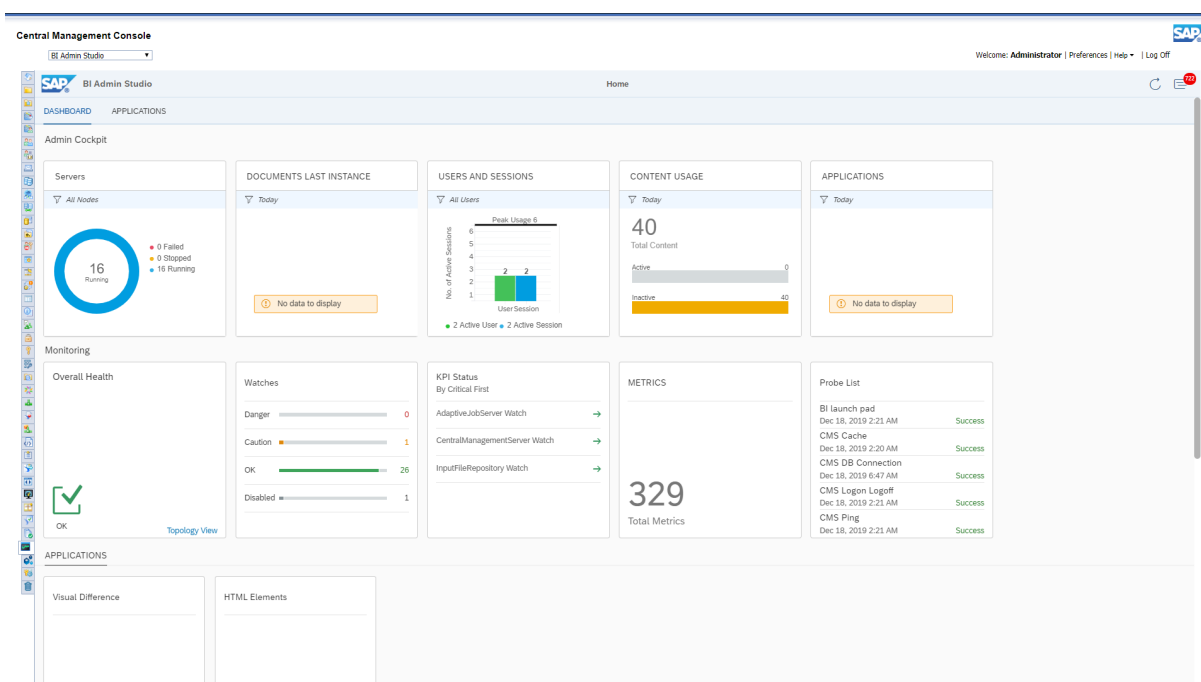 Central Management Console
SAP
BI Admin Studio
Welcome: Administrator | Preferences | Help | Log Off
SAP BI Admin Studio
Home
722
DASHBOARD APPLICATIONS
Admin Cockpit
Servers
All Nodes
16
Running
0 Failed
0 Stopped
16 Running
DOCUMENTS LAST INSTANCE
Today
No data to display
USERS AND SESSIONS
All Users
Peak Usage 6
No. of Active Sessions
6
5
4
3
2
1
2 2
User Session
2 Active User 2 Active Session
CONTENT USAGE
Today
40
Total Content
Active 0
Inactive 40
APPLICATIONS
Today
No data to display
Monitoring
Overall Health
OK
Topology View
Watches
Danger 0
Caution 1
OK 26
Disabled 1
KPI Status
By Critical First
AdaptiveJobServer Watch
CentralManagementServer Watch
InputFileRepository Watch
METRICS
329
Total Metrics
Probe List
BI launch pad
Dec 18, 2019 2:21 AM Success
CMS Cache
Dec 18, 2019 2:20 AM Success
CMS DB Connection
Dec 18, 2019 6:47 AM Success
CMS Logon Logoff
Dec 18, 2019 2:21 AM Success
CMS Ping
Dec 18, 2019 2:21 AM Success
APPLICATIONS
Visual Difference
HTML Elements